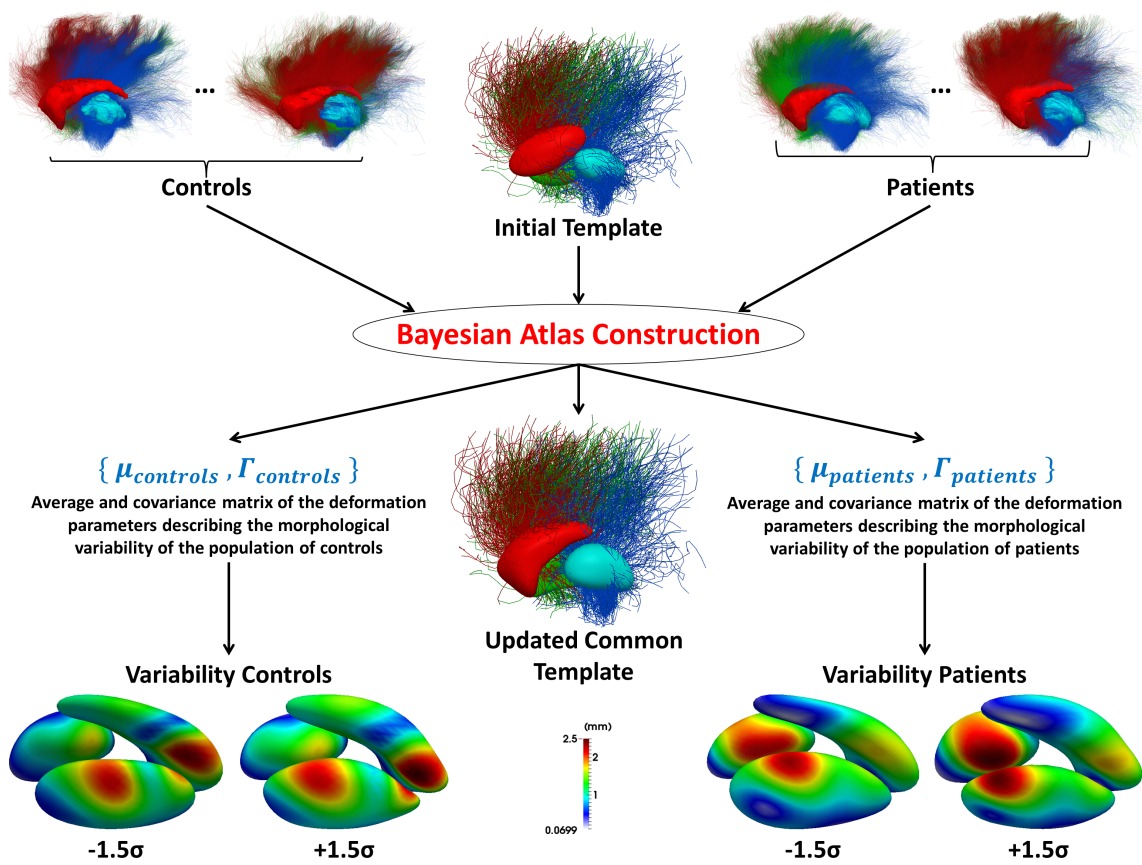 ...
...
Controls
Patients
Initial Template
Bayesian Atlas Construction
{ μcontrols , Γcontrols }
Average and covariance matrix of the deformation
parameters describing the morphological
variability of the population of controls
{ μpatients , Γpatients }
Average and covariance matrix of the deformation
parameters describing the morphological
variability of the population of patients
Updated Common
Template
Variability Controls
Variability Patients
(mm)
2.5
2
1
0.0699
-1.5σ
+1.5σ
-1.5σ
+1.5σ